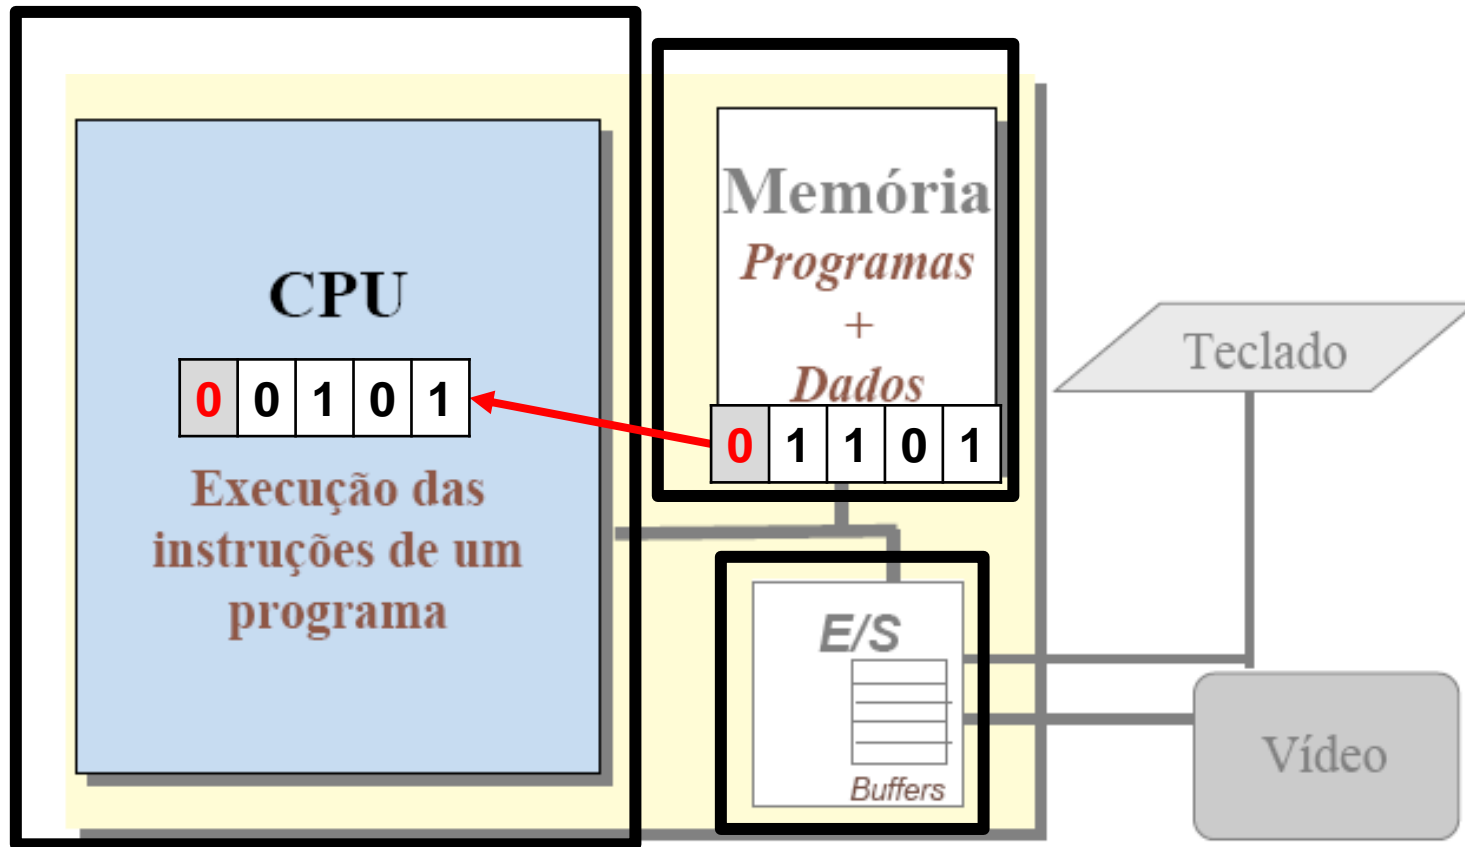 CPU
0 0 1 0 1
Execução das
instruções de um
programa
Memória
Programas
+
Dados
0 1 1 0 1
E/S
Buffers
Teclado
Vídeo